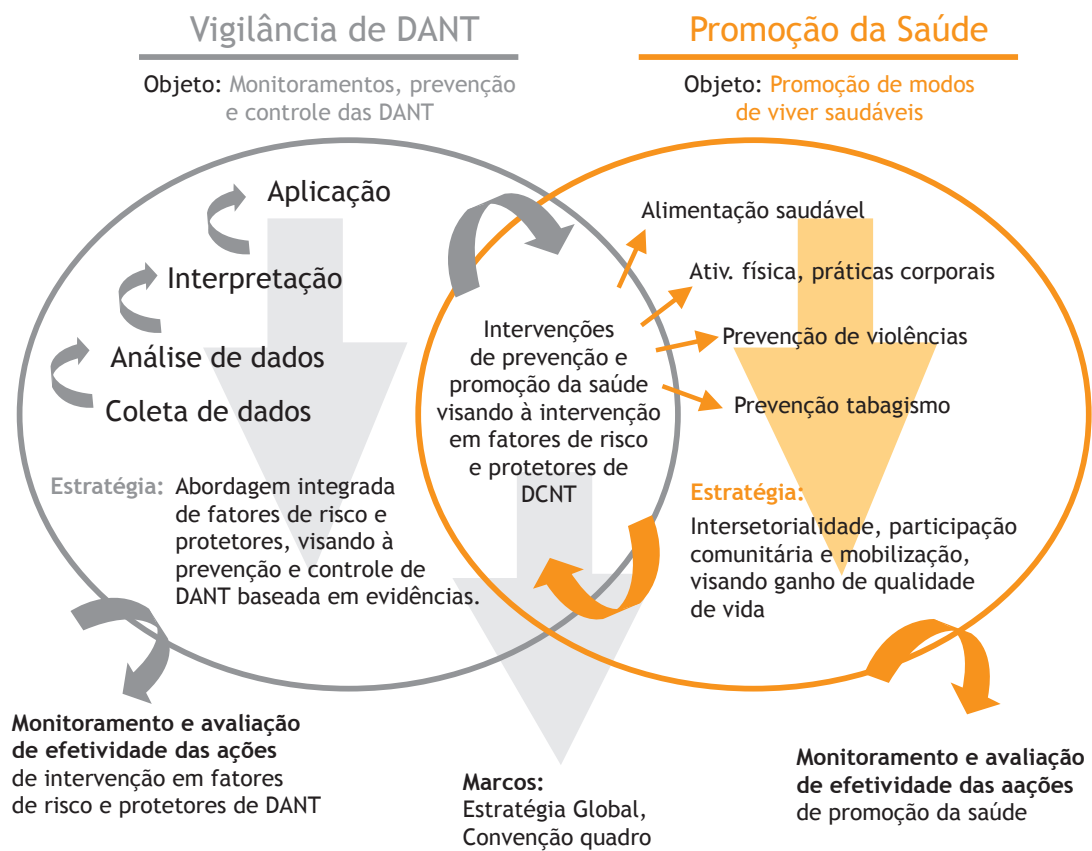 Vigilância de DANT
Objeto: Monitoramentos, prevenção
e controle das DANT
Promoção da Saúde
Objeto: Promoção de modos
de viver saudáveis
Aplicação
Interpretação
Análise de dados
Coleta de dados
Estratégia: Abordagem integrada
de fatores de risco e
protetores, visando à
prevenção e controle de
DANT baseada em evidências.
Intervenções
de prevenção e
promoção da saúde
visando à intervenção
em fatores de risco
e protetores de
DCNT
Alimentação saudável
Ativ. física, práticas corporais
Prevenção de violências
Prevenção tabagismo
Estratégia:
Intersetorialidade, participação
comunitária e mobilização,
visando ganho de qualidade
de vida
Monitoramento e avaliação
de efetividade das ações
de intervenção em fatores
de risco e protetores de DANT
Marcos:
Estratégia Global,
Convenção quadro
Monitoramento e avaliação
de efetividade das aações
de promoção da saúde